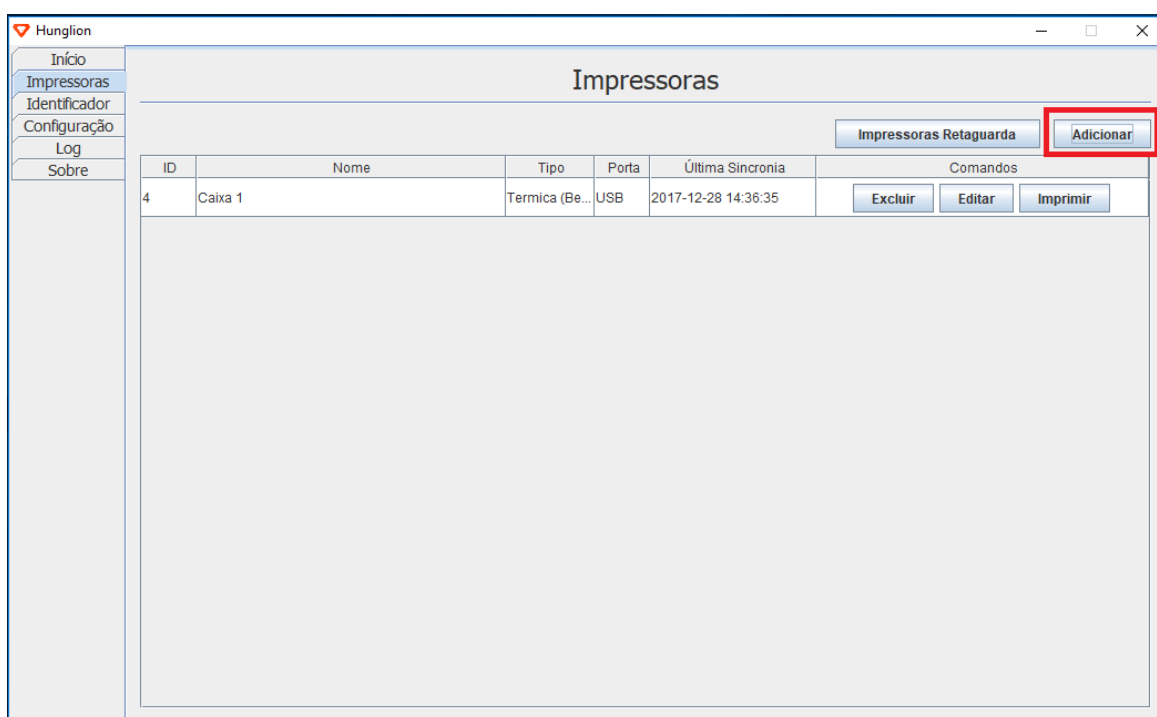 Hunglion
Início
Impressoras
Identificador
Configuração
Log
Sobre
Impressoras
Impressoras Retaguarda Adicionar
ID Nome Tipo Porta Última Sincronia Comandos
4 Caixa 1 Termica (Be... USB 2017-12-28 14:36:35 Excluir Editar Imprimir